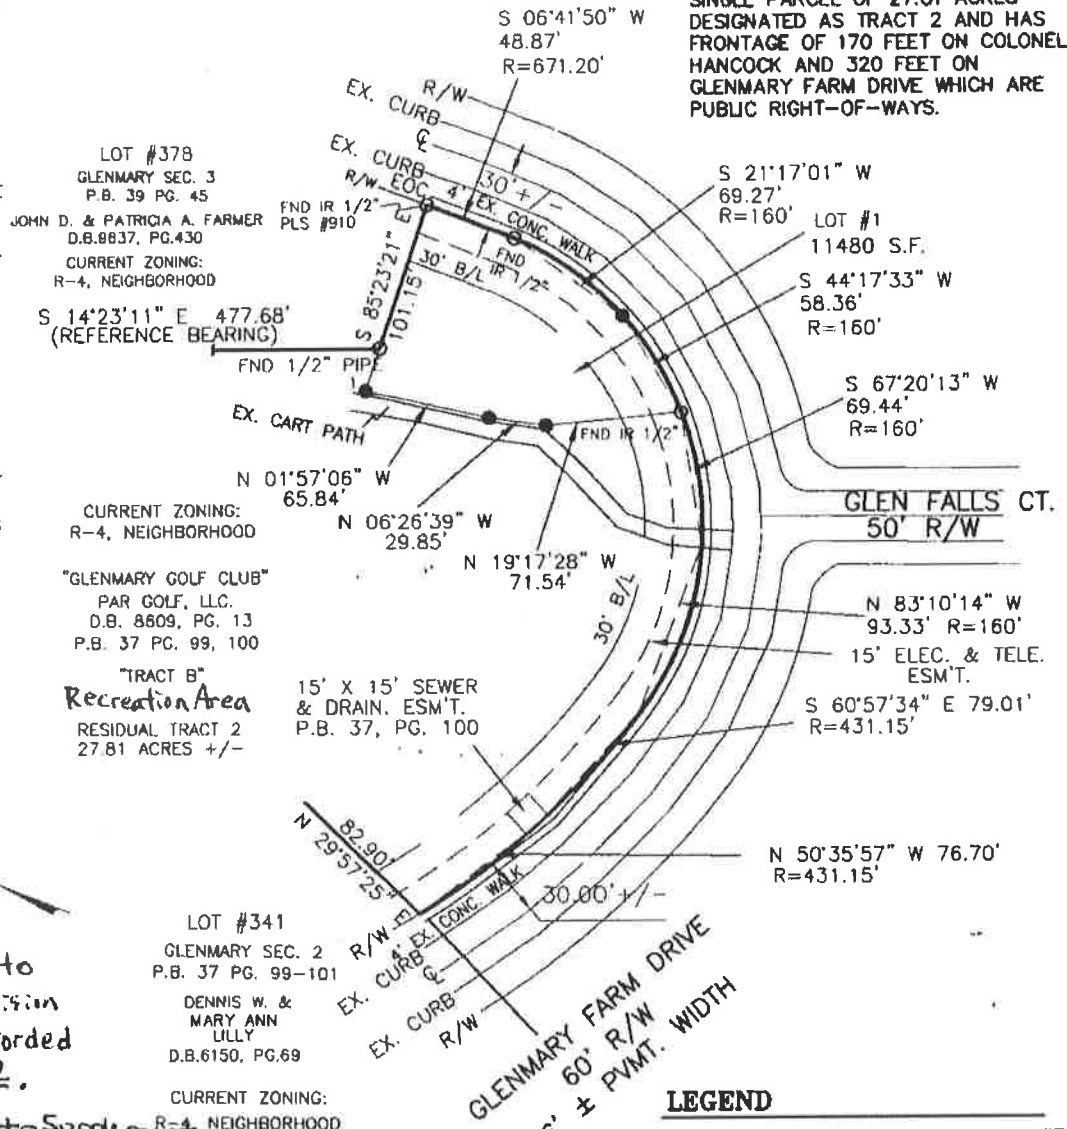 SINGLE PARCEL OF 27.81 ACRES
DESIGNATED AS TRACT 2 AND HAS
FRONTAGE OF 170 FEET ON COLONEL
HANCOCK AND 320 FEET ON
GLENMARY FARM DRIVE WHICH ARE
PUBLIC RIGHT-OF-WAYS.
S 06°41'50" W
48.87'
R=671.20'
R/W
EX. CURB
℄
EX. CURB
R/W
EOC
4' EX. CONC. WALK
30' +/-
LOT #378
GLENMARY SEC. 3
P.B. 39 PG. 45
JOHN D. & PATRICIA A. FARMER
D.B.8637, PG.430
CURRENT ZONING:
R-4, NEIGHBORHOOD
FND IR 1/2"
PLS #910
S 85°23'21" E
101.15'
30' B/L
FND
IR 1/2"
S 21°17'01" W
69.27'
R=160'
LOT #1
11480 S.F.
S 44°17'33" W
58.36'
R=160'
S 14°23'11" E 477.68'
(REFERENCE BEARING)
FND 1/2" PIPE
S 67°20'13" W
69.44'
R=160'
EX. CART PATH
FND IR 1/2"
N 01°57'06" W
65.84'
N 06°26'39" W
29.85'
N 19°17'28" W
71.54'
GLEN FALLS CT.
50' R/W
CURRENT ZONING:
R-4, NEIGHBORHOOD
"GLENMARY GOLF CLUB"
PAR GOLF, LLC.
D.B. 8609, PG. 13
P.B. 37 PG. 99, 100
"TRACT B"
Recreation Area
RESIDUAL TRACT 2
27.81 ACRES +/-
30' B/L
N 83°10'14" W
93.33' R=160'
15' ELEC. & TELE.
ESM'T.
15' X 15' SEWER
& DRAIN. ESM'T.
P.B. 37, PG. 100
S 60°57'34" E 79.01'
R=431.15'
82.90'
N 29°57'25" E
N 50°35'57" W 76.70'
R=431.15'
30.00' +/-
R/W
4' EX. CONC. WALK
EX. CURB
℄
EX. CURB
R/W
LOT #341
GLENMARY SEC. 2
P.B. 37 PG. 99-101
DENNIS W. &
MARY ANN
LILLY
D.B.6150, PG.69
CURRENT ZONING:
R-4, NEIGHBORHOOD
GLENMARY FARM DRIVE
60' R/W
' ± PVMT. WIDTH
LEGEND